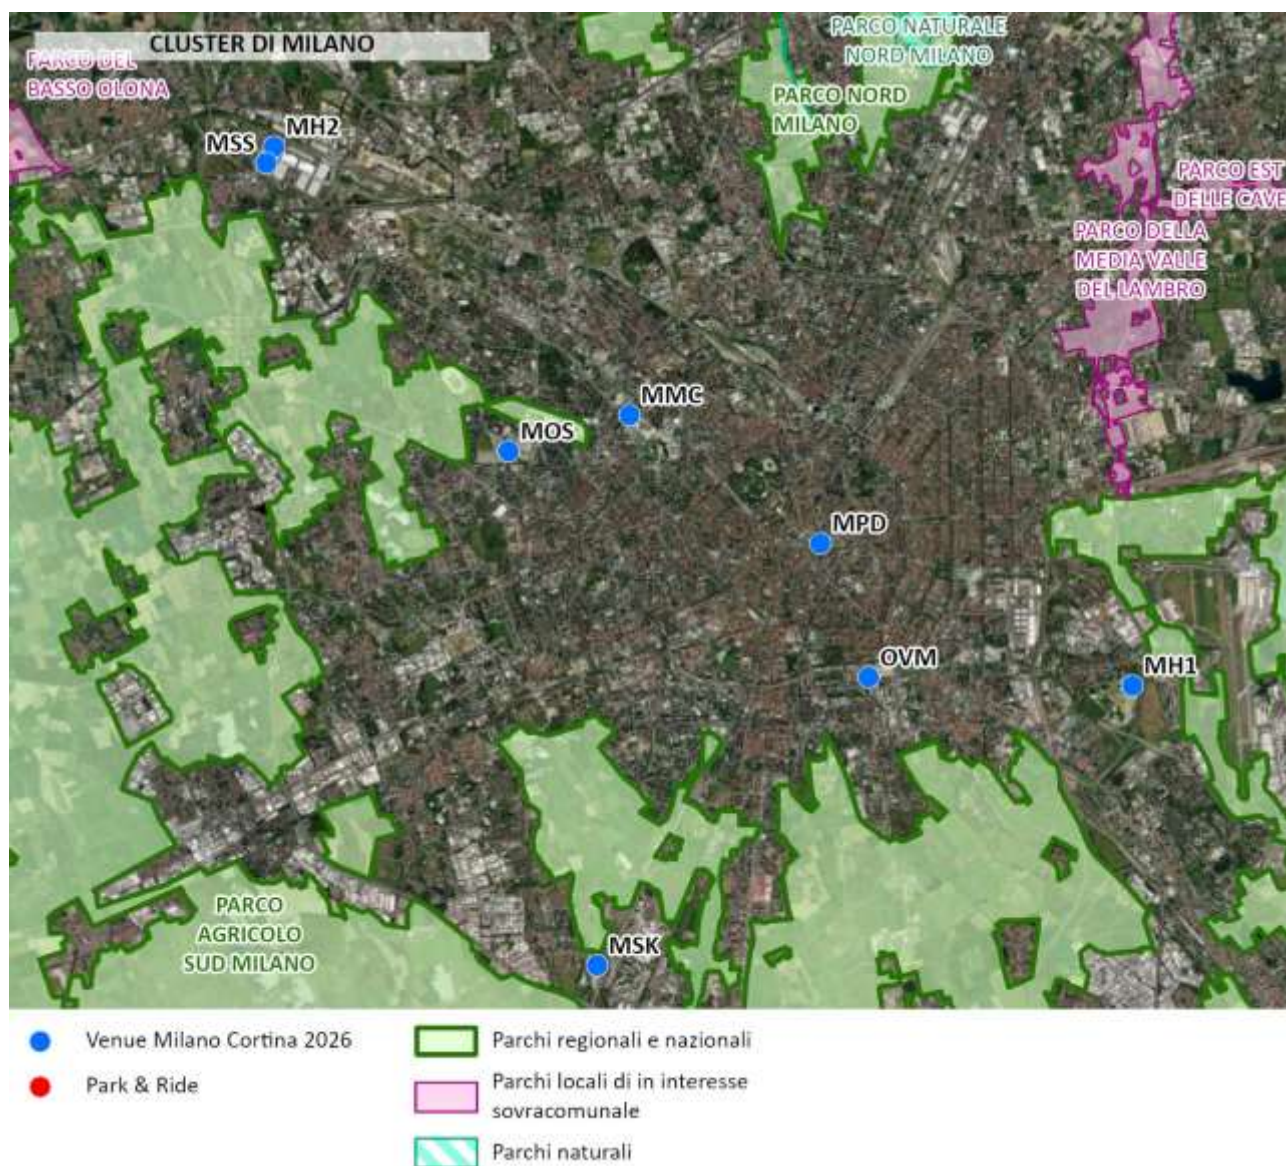 CLUSTER DI MILANO
PARCO DEL
BASSO OLONA
PARCO NATURALE
NORD MILANO
PARCO NORD
MILANO
MSS
MH2
PARCO EST
DELLE CAVE
PARCO DELLA
MEDIA VALLE
DEL LAMBRO
MMC
MOS
MPD
OVM
MH1
PARCO
AGRICOLO
SUD MILANO
MSK
Venue Milano Cortina 2026
Park & Ride
Parchi regionali e nazionali
Parchi locali di in interesse
sovracomunale
Parchi naturali